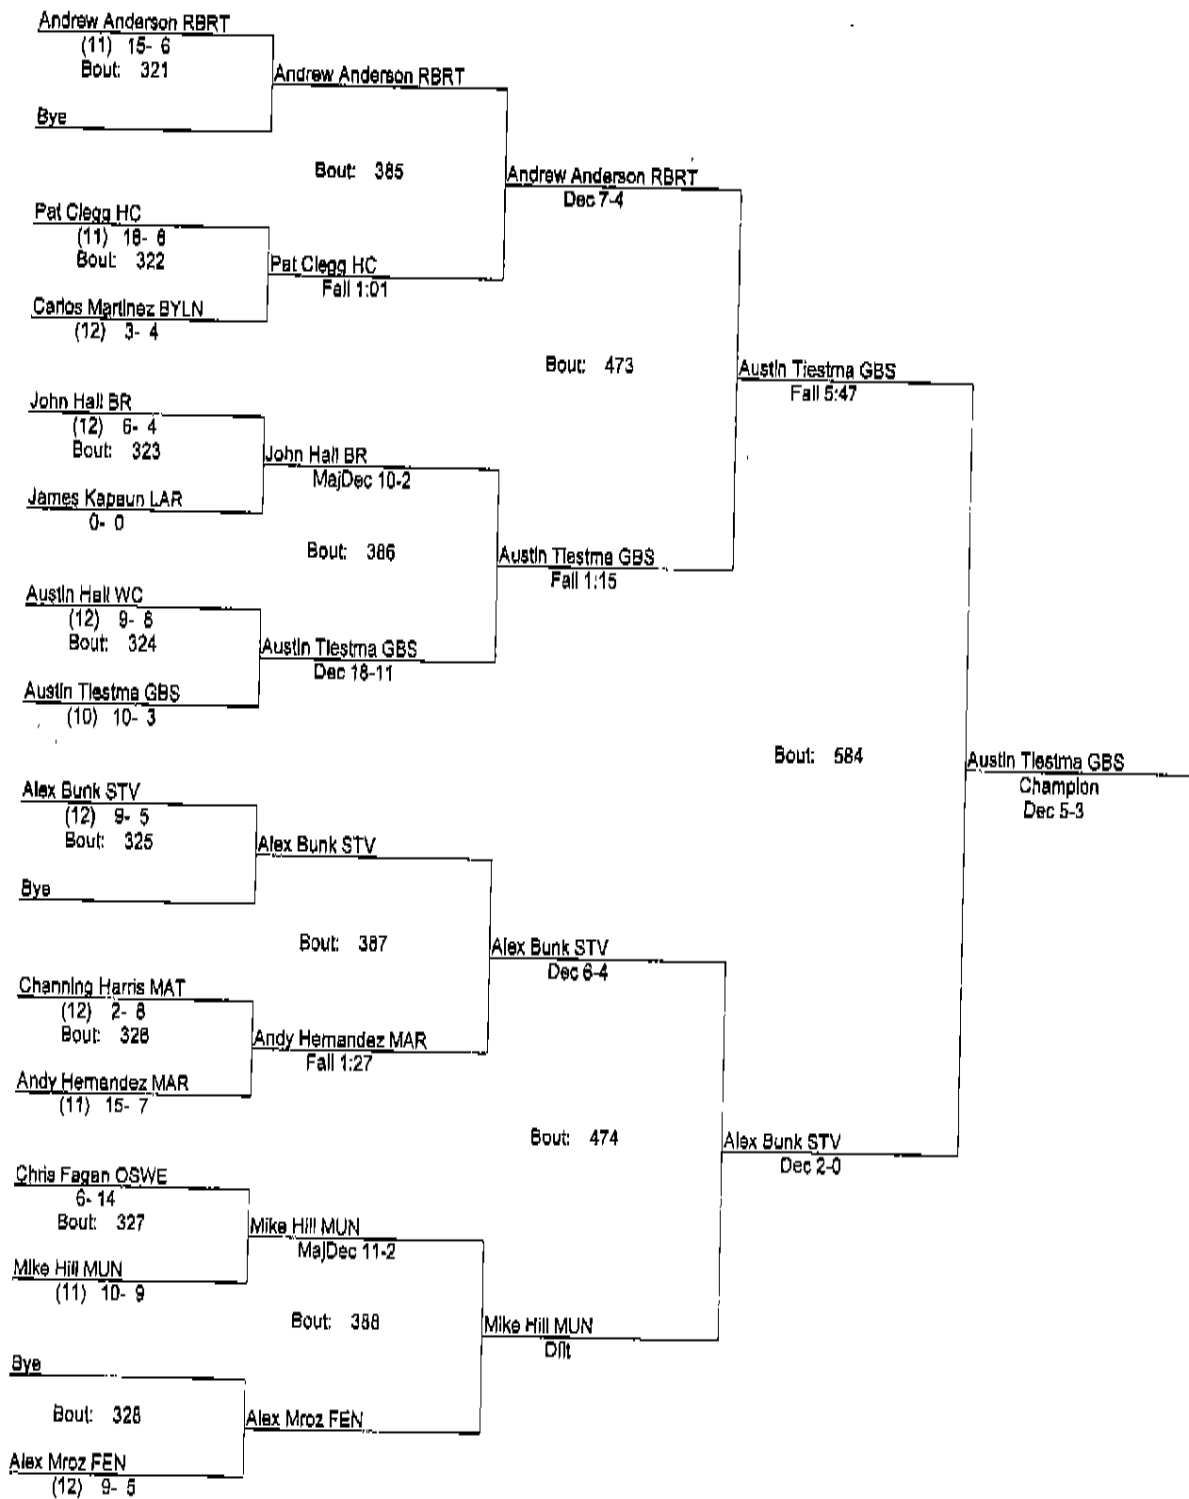 Andrew Anderson RBRT
(11) 15- 6
Bout: 321
Andrew Anderson RBRT
Bye
Bout: 385
Andrew Anderson RBRT
Dec 7-4
Pat Clegg HC
(11) 18- 8
Bout: 322
Pat Clegg HC
Fall 1:01
Carlos Martinez BYLN
(12) 3- 4
Bout: 473
Austin Tiestma GBS
Fall 5:47
John Hall BR
(12) 6- 4
Bout: 323
John Hall BR
MajDec 10-2
James Kapaun LAR
0- 0
Bout: 386
Austin Tiestma GBS
Fall 1:15
Austin Hall WC
(12) 9- 8
Bout: 324
Austin Tiestma GBS
Dec 18-11
Austin Tiestma GBS
(10) 10- 3
Bout: 584
Austin Tiestma GBS
Champion
Dec 5-3
Alex Bunk STV
(12) 9- 5
Bout: 325
Alex Bunk STV
Bye
Bout: 387
Alex Bunk STV
Dec 6-4
Channing Harris MAT
(12) 2- 8
Bout: 326
Andy Hernandez MAR
Fall 1:27
Andy Hernandez MAR
(11) 15- 7
Bout: 474
Alex Bunk STV
Dec 2-0
Chris Fagan OSWE
6- 14
Bout: 327
Mike Hill MUN
MajDec 11-2
Mike Hill MUN
(11) 10- 9
Bout: 388
Mike Hill MUN
Dflt
Bye
Bout: 328
Alex Mroz FEN
Alex Mroz FEN
(12) 9- 5